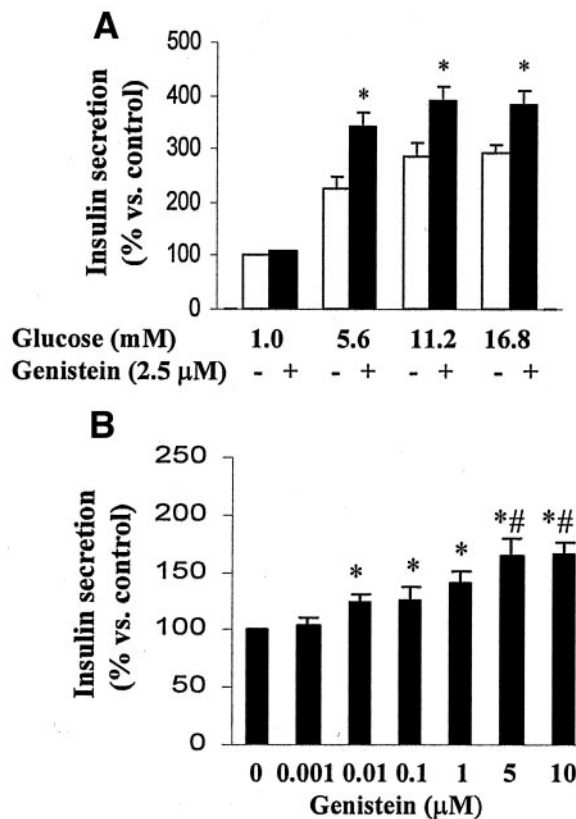 A
Insulin secretion
(% vs. control)
500
400
300
200
100
0
* * *
Glucose (mM) 1.0 5.6 11.2 16.8
Genistein (2.5 µM) - + - + - + - +
B
Insulin secretion
(% vs. control)
250
200
150
100
50
0
* * * *# *#
0 0.001 0.01 0.1 1 5 10
Genistein (µM)